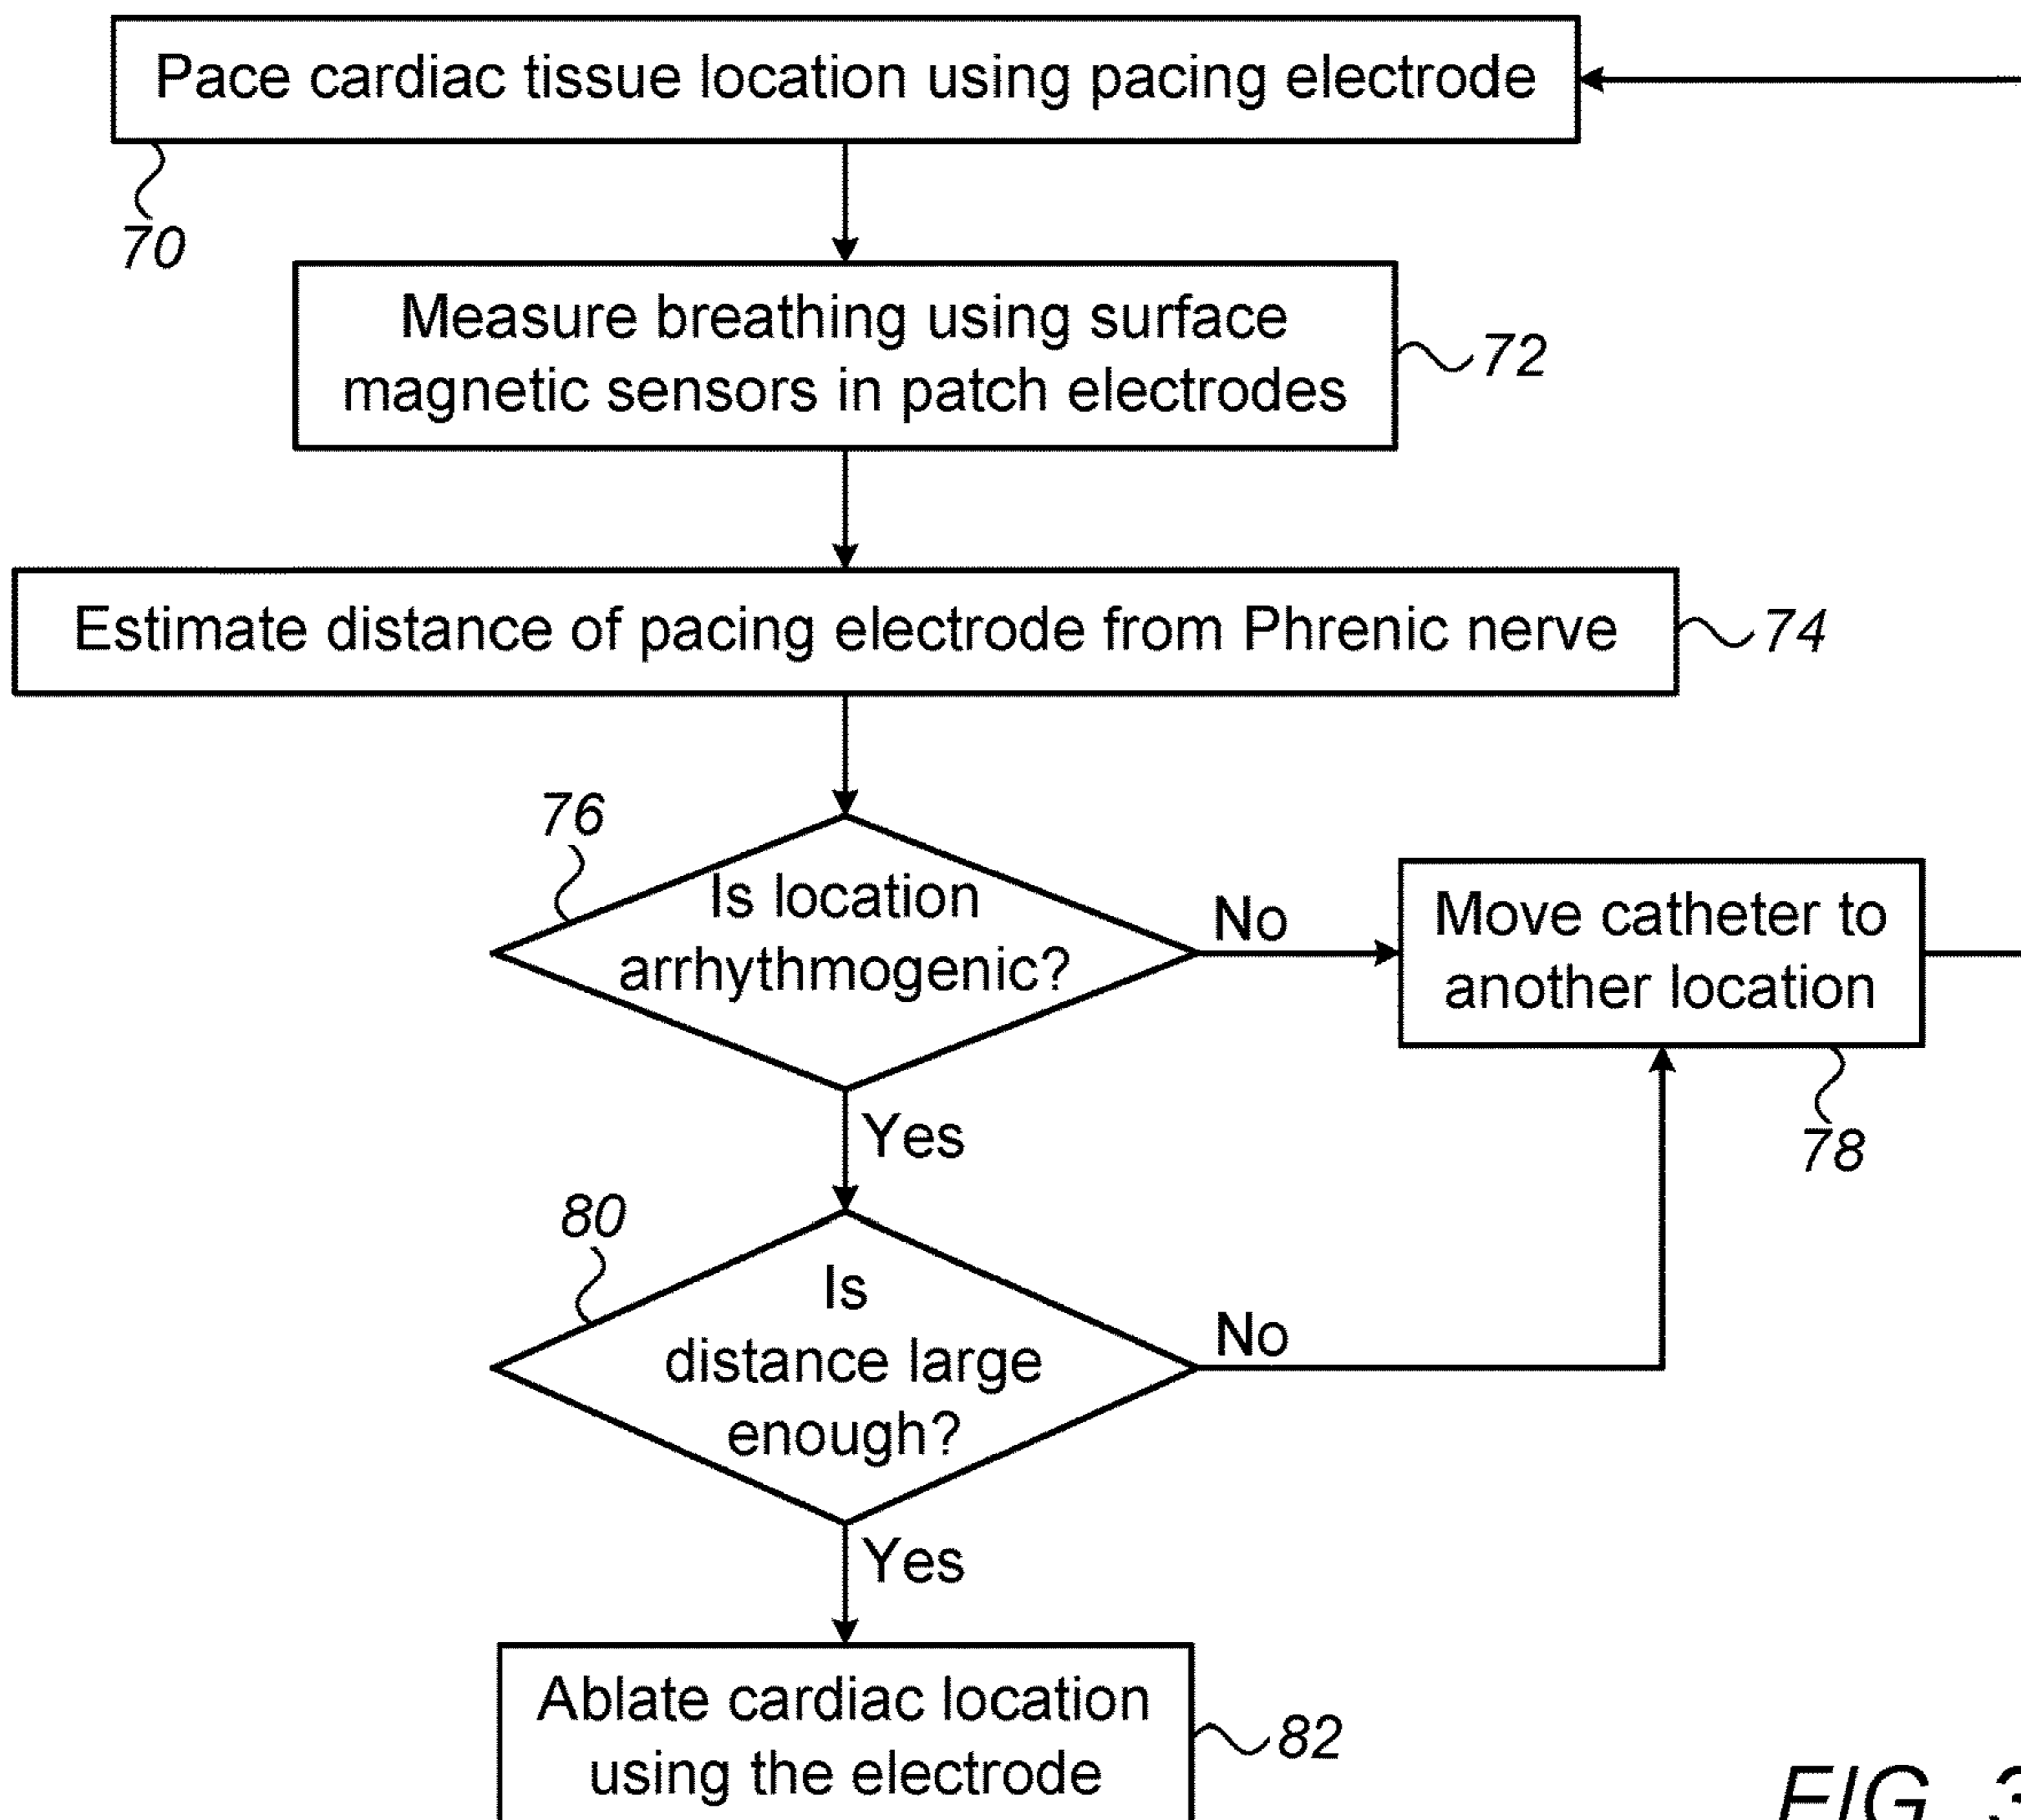 Pace cardiac tissue location using pacing electrode
70
Measure breathing using surface
magnetic sensors in patch electrodes
72
Estimate distance of pacing electrode from Phrenic nerve
74
76
Is location
arrhythmogenic?
No
Move catheter to
another location
78
Yes
80
Is
distance large
enough?
No
Yes
Ablate cardiac location
using the electrode
82
FIG. 3